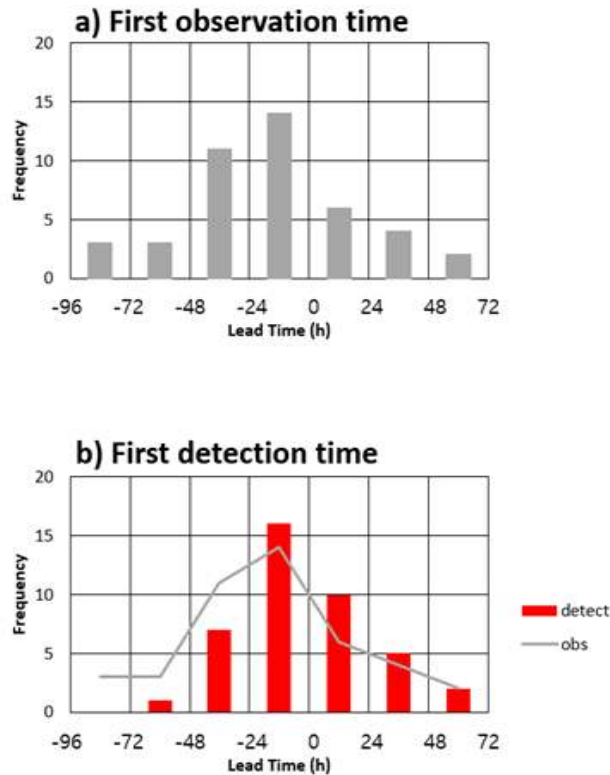 a) First observation time
20
15
10
5
0
Frequency
-96 -72 -48 -24 0 24 48 72
Lead Time (h)
b) First detection time
20
15
10
5
0
Frequency
-96 -72 -48 -24 0 24 48 72
Lead Time (h)
detect
obs